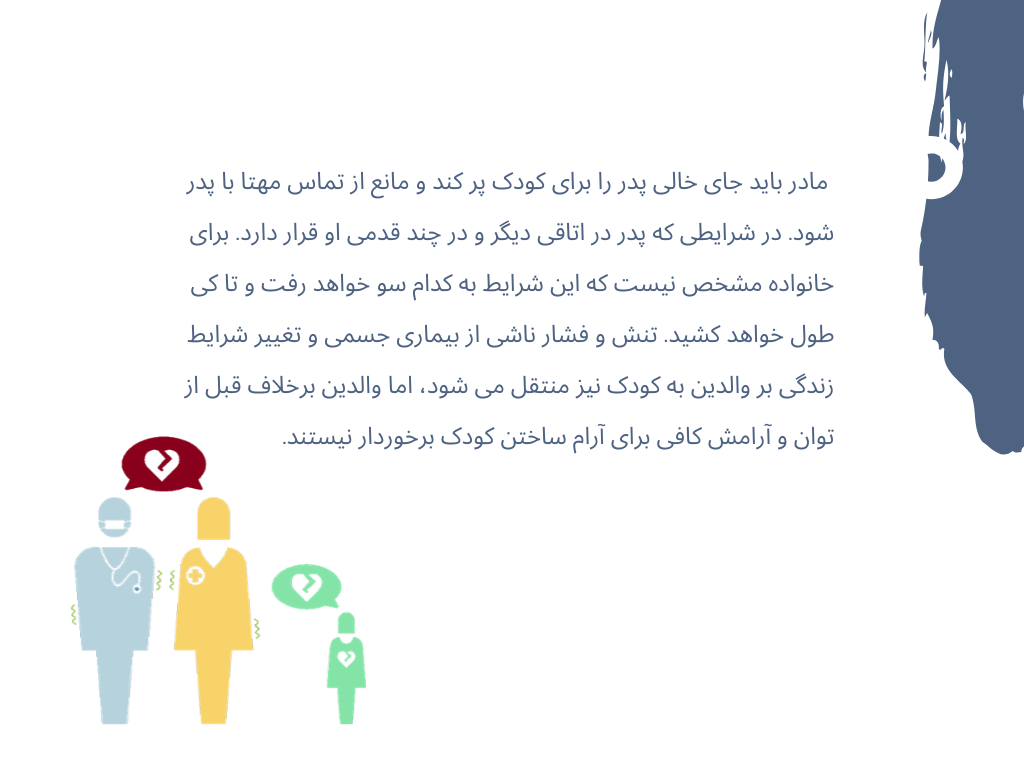 مادر باید جای خالی پدر را برای کودک پر کند و مانع از تماس مهتا با پدر
شود. در شرایطی که پدر در اتاقی دیگر و در چند قدمی او قرار دارد. برای
خانواده مشخص نیست که این شرایط به کدام سو خواهد رفت و تا کی
طول خواهد کشید. تنش و فشار ناشی از بیماری جسمی و تغییر شرایط
زندگی بر والدین به کودک نیز منتقل می شود، اما والدین برخلاف قبل از
توان و آرامش کافی برای آرام ساختن کودک برخوردار نیستند.